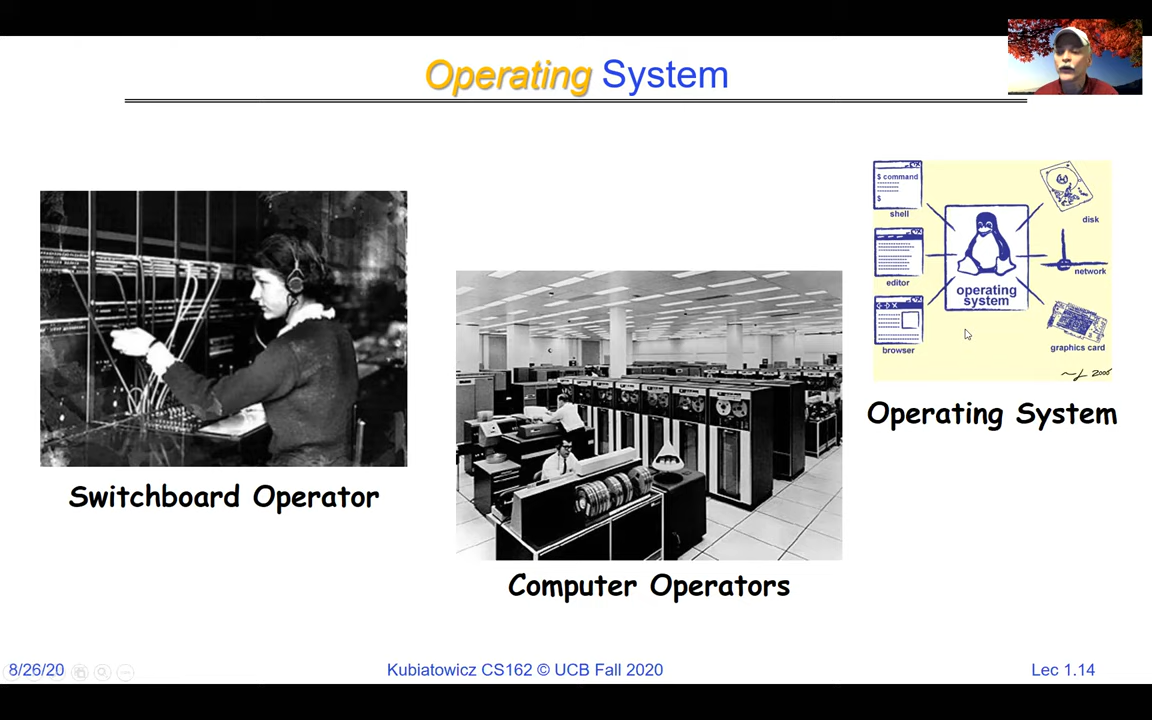 Operating System
$ command
$
shell
editor
browser
operating
system
disk
network
graphics card
2006
Operating System
Switchboard Operator
Computer Operators
8/26/20
Kubiatowicz CS162 © UCB Fall 2020
Lec 1.14